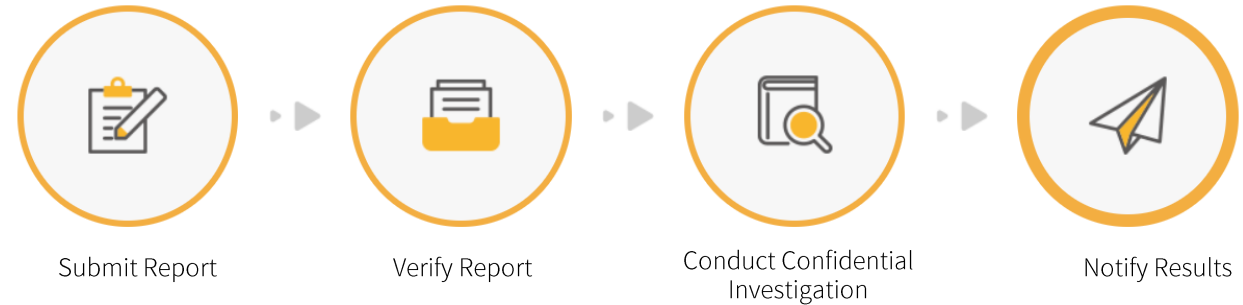 Submit Report
Verify Report
Conduct Confidential
Investigation
Notify Results